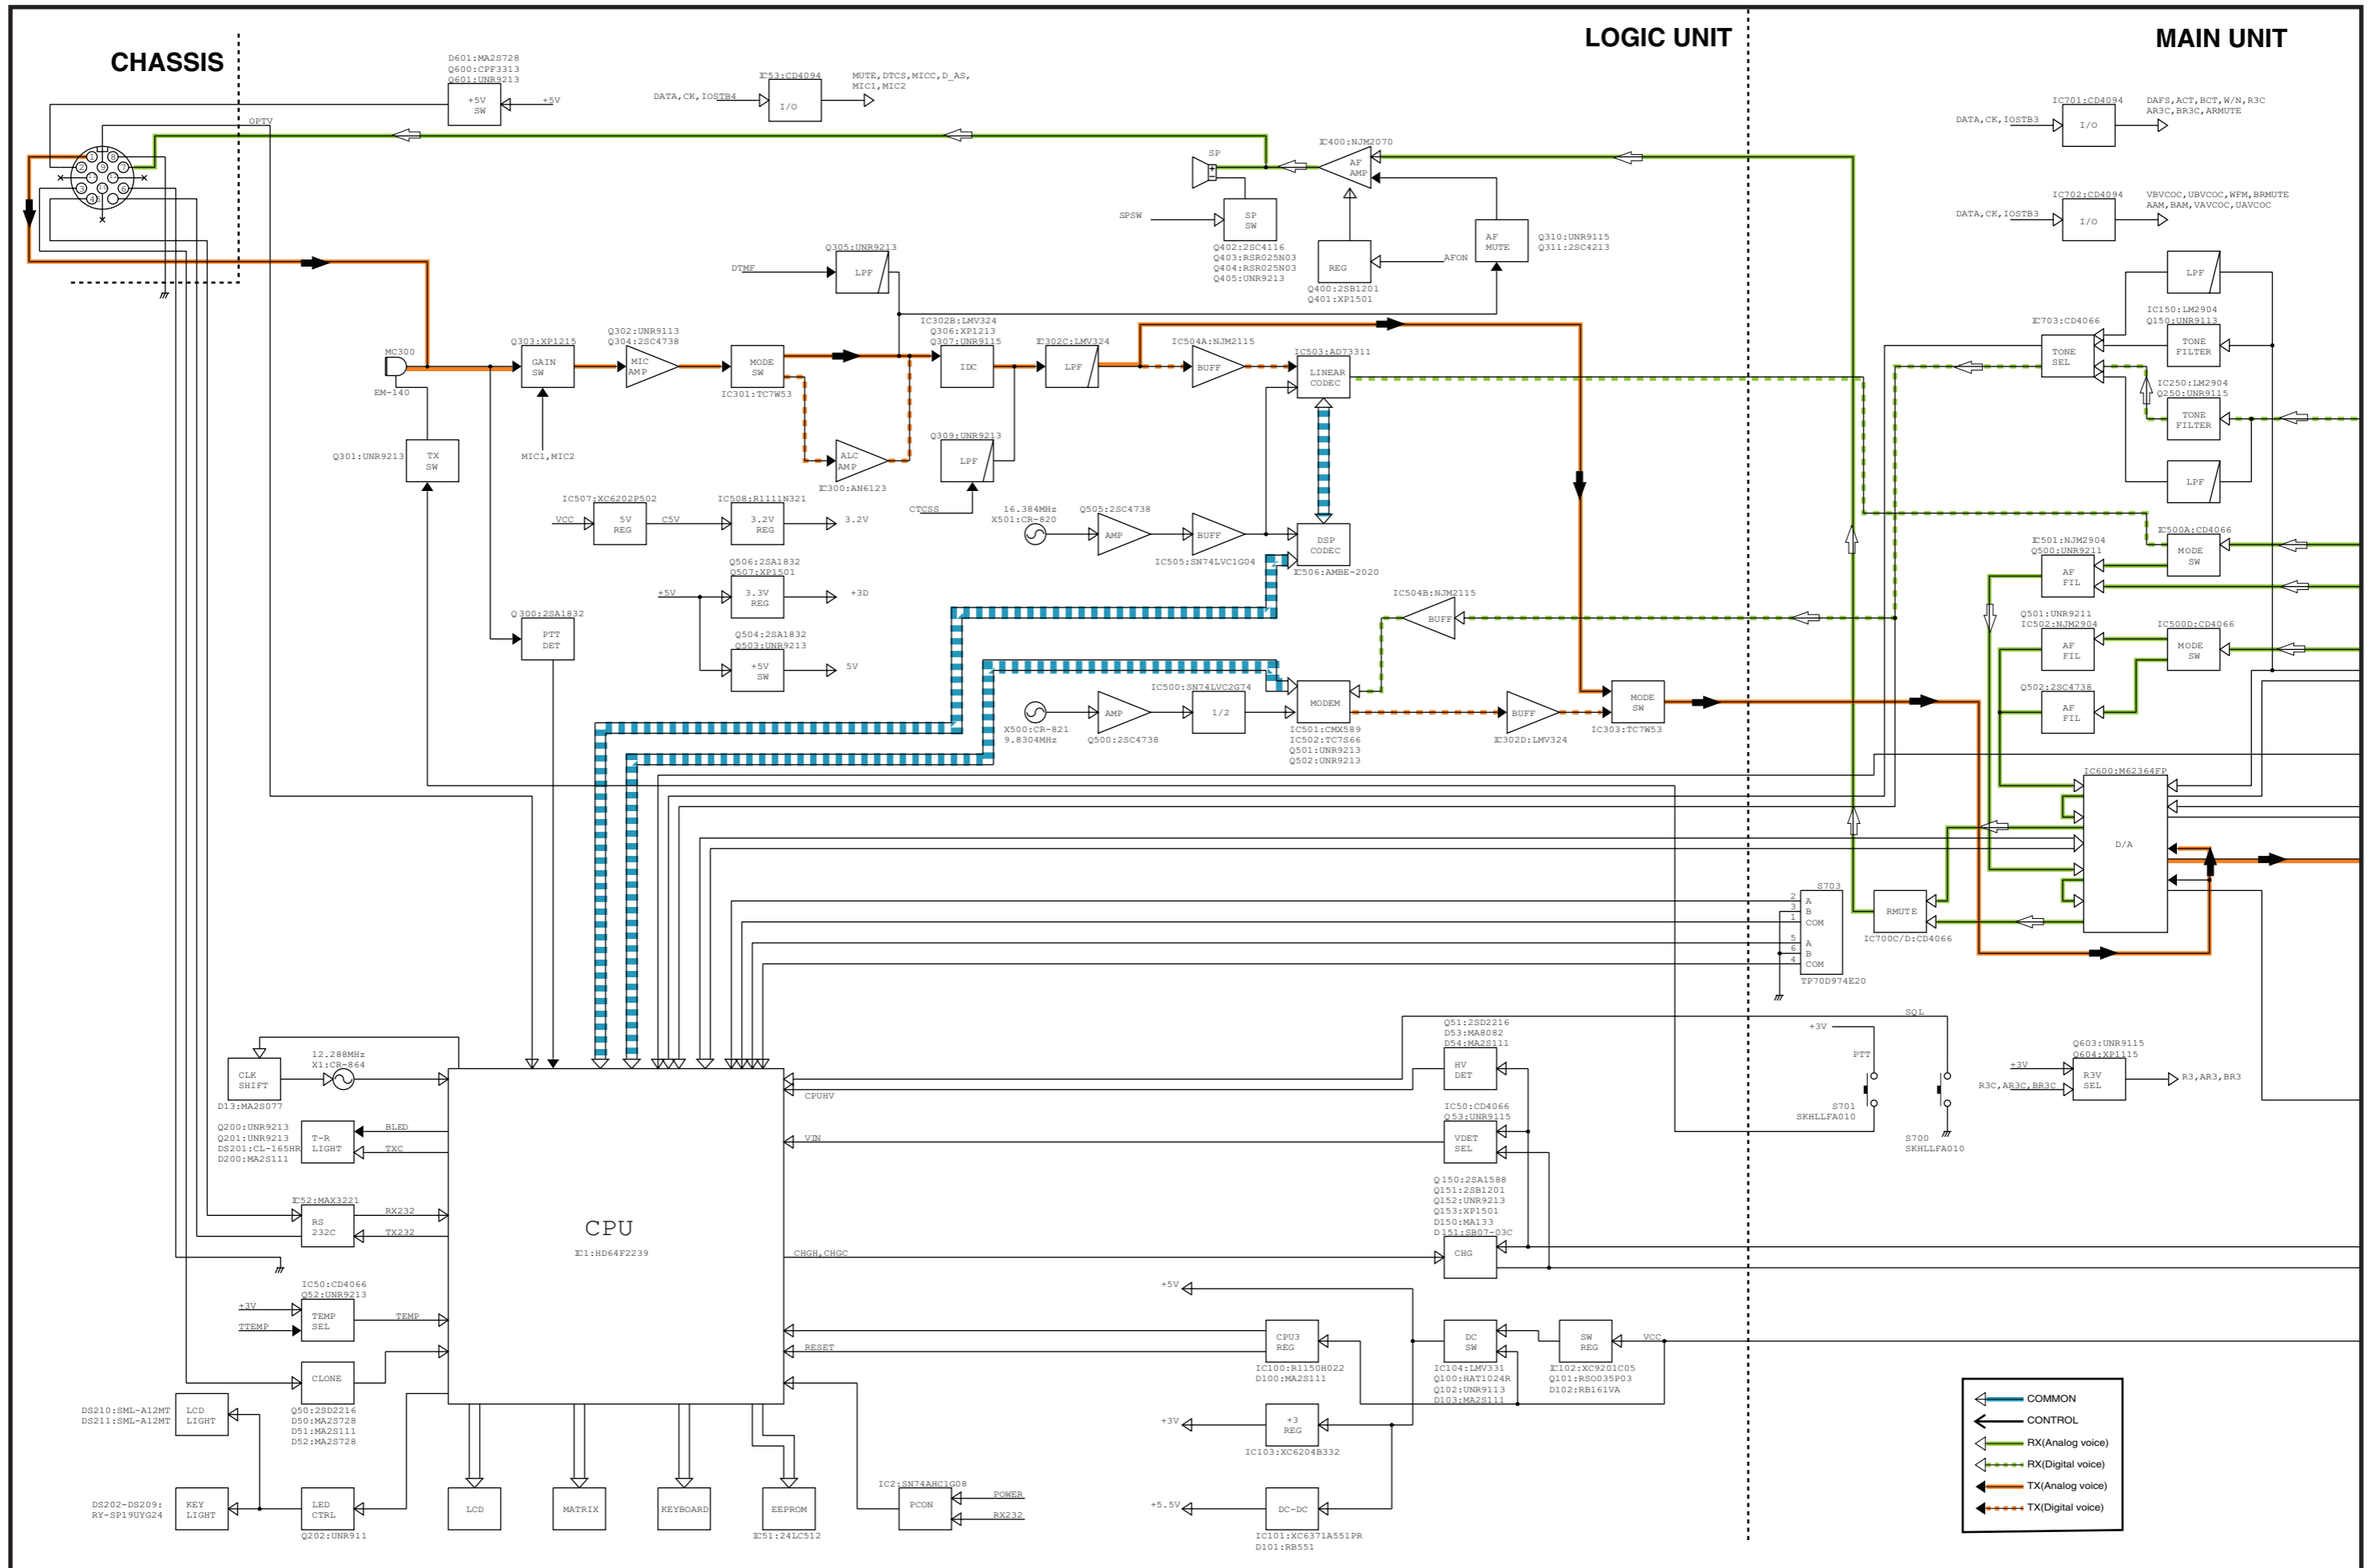 CHASSIS
LOGIC UNIT
MAIN UNIT
D601:MA2S728
Q600:CPF3313
Q601:UNR9213
+5V
SW
+5V
OPTV
IC53:CD4094
DATA,CK,IOSTB4
I/O
MUTE,DTCS,MICC,D_AS,
MIC1,MIC2
IC701:CD4094
DATA,CK,IOSTB3
I/O
DAFS,ACT,BCT,W/N,R3C
AR3C,BR3C,ARMUTE
IC702:CD4094
DATA,CK,IOSTB3
I/O
VBVCOC,UBVCOC,WFM,BRMUTE
AAM,BAM,VAVCOC,UAVCOC
1
8
2
9
7
11
12
3
10
6
4
5
SP
IC400:NJM2070
AF
AMP
SPSW
SP
SW
Q402:2SC4116
Q403:RSR025N03
Q404:RSR025N03
Q405:UNR9213
REG
Q400:2SB1201
Q401:XP1501
AFON
AF
MUTE
Q310:UNR9115
Q311:2SC4213
Q305:UNR9213
DTMF
LPF
MC300
EM-140
Q303:XP1215
GAIN
SW
MIC1,MIC2
Q302:UNR9113
Q304:2SC4738
MIC
AMP
MODE
SW
IC301:TC7W53
ALC
AMP
IC300:AN6123
IC302B:LMV324
Q306:XP1213
Q307:UNR9115
IDC
IC302C:LMV324
LPF
Q309:UNR9213
LPF
CTCSS
IC504A:NJM2115
BUFF
IC503:AD73311
LINEAR
CODEC
Q301:UNR9213
TX
SW
IC507:XC6202P502
VCC
5V
REG
C5V
IC508:R1111N321
3.2V
REG
3.2V
16.384MHz
X501:CR-820
Q505:2SC4738
AMP
BUFF
IC505:SN74LVC1G04
DSP
CODEC
IC506:AMBE-2020
Q506:2SA1832
Q507:XP1501
+5V
3.3V
REG
+3D
Q504:2SA1832
Q503:UNR9213
+5V
SW
5V
Q300:2SA1832
PTT
DET
IC504B:NJM2115
BUFF
X500:CR-821
9.8304MHz
AMP
Q500:2SC4738
IC500:SN74LVC2G74
1/2
MODEM
IC501:CMX589
IC502:TC7S66
Q501:UNR9213
Q502:UNR9213
BUFF
IC302D:LMV324
MODE
SW
IC303:TC7W53
LPF
IC703:CD4066
TONE
SEL
IC150:LM2904
Q150:UNR9113
TONE
FILTER
IC250:LM2904
Q250:UNR9115
TONE
FILTER
LPF
IC500A:CD4066
MODE
SW
IC501:NJM2904
Q500:UNR9211
AF
FIL
Q501:UNR9211
IC502:NJM2904
AF
FIL
IC500D:CD4066
MODE
SW
Q502:2SC4738
AF
FIL
IC600:M62364FP
D/A
RMUTE
IC700C/D:CD4066
S703
2
A
3
B
1
COM
5
A
6
B
4
COM
TP70D974E20
SQL
+3V
PTT
S701
SKHLLFA010
S700
SKHLLFA010
Q603:UNR9115
Q604:XP1115
+3V
R3C,AR3C,BR3C
R3V
SEL
R3,AR3,BR3
CLK
SHIFT
D13:MA2S077
12.288MHz
X1:CR-864
Q200:UNR9213
Q201:UNR9213
DS201:CL-165HR
D200:MA2S111
T-R
LIGHT
BLED
TXC
IC52:MAX3221
RS
232C
RX232
TX232
CPU
IC1:HD64F2239
IC50:CD4066
Q52:UNR9213
+3V
TTEMP
TEMP
SEL
TEMP
CLONE
Q50:2SD2216
D50:MA2S728
D51:MA2S111
D52:MA2S728
DS210:SML-A12MT
DS211:SML-A12MT
LCD
LIGHT
DS202-DS209:
RY-SP19UYG24
KEY
LIGHT
LED
CTRL
Q202:UNR911
LCD
MATRIX
KEYBOARD
EEPROM
IC51:24LC512
IC2:SN74AHC1G08
PCON
POWER
RX232
CPUHV
Q51:2SD2216
D53:MA8082
D54:MA2S111
HV
DET
VIN
IC50:CD4066
Q53:UNR9115
VDET
SEL
Q150:2SA1588
Q151:2SB1201
Q152:UNR9213
Q153:XP1501
D150:MA133
D151:SB07-03C
CHGH,CHGC
CHG
+5V
RESET
CPU3
REG
IC100:R1150H022
D100:MA2S111
DC
SW
IC104:LMV331
Q100:HAT1024R
Q102:UNR9113
D103:MA2S111
SW
REG
IC102:XC9201C05
Q101:RSO035P03
D102:RB161VA
VCC
+3V
+3
REG
IC103:XC6204B332
+5.5V
DC-DC
IC101:XC6371A551PR
D101:RB551
COMMON
CONTROL
RX(Analog voice)
RX(Digital voice)
TX(Analog voice)
TX(Digital voice)